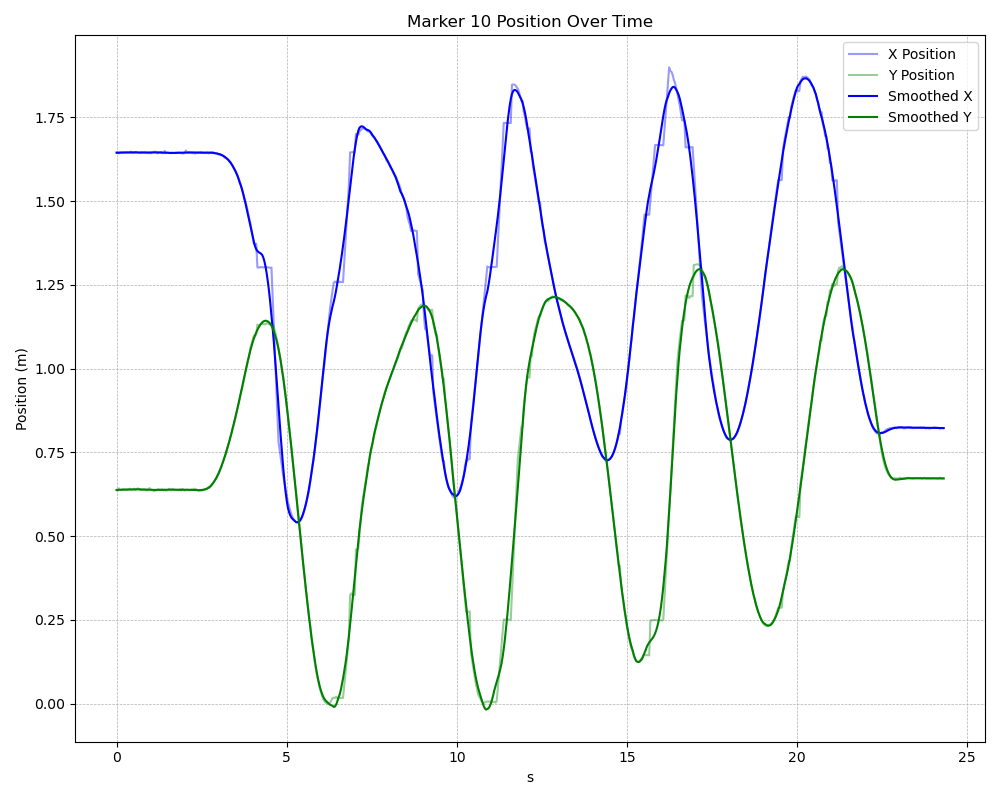 Marker 10 Position Over Time
X Position
Y Position
Smoothed X
Smoothed Y
Position (m)
1.75
1.50
1.25
1.00
0.75
0.50
0.25
0.00
0 5 10 15 20 25
s